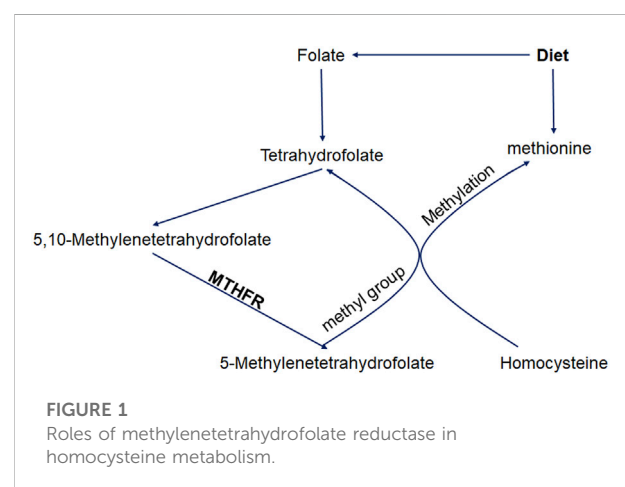 Folate
Diet
Tetrahydrofolate
methionine
Methylation
5,10-Methylenetetrahydrofolate
MTHFR
methyl group
5-Methylenetetrahydrofolate
Homocysteine
FIGURE 1
Roles of methylenetetrahydrofolate reductase in
homocysteine metabolism.